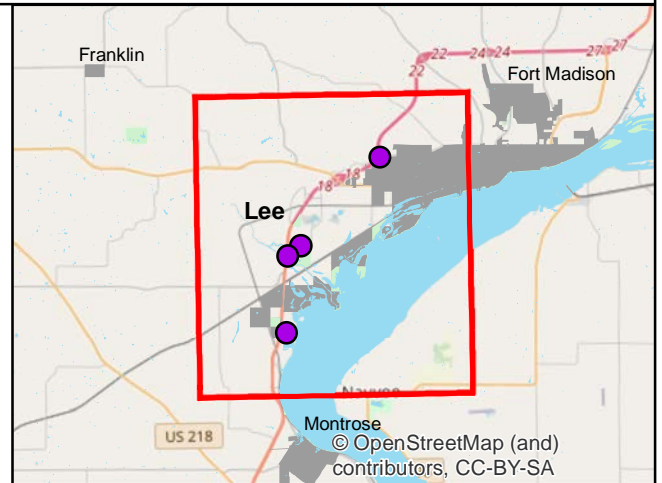 Franklin
22
24
24
27
27
22
Fort Madison
18
18
Lee
Nauvoo
Montrose
US 218
© OpenStreetMap (and)
contributors, CC-BY-SA